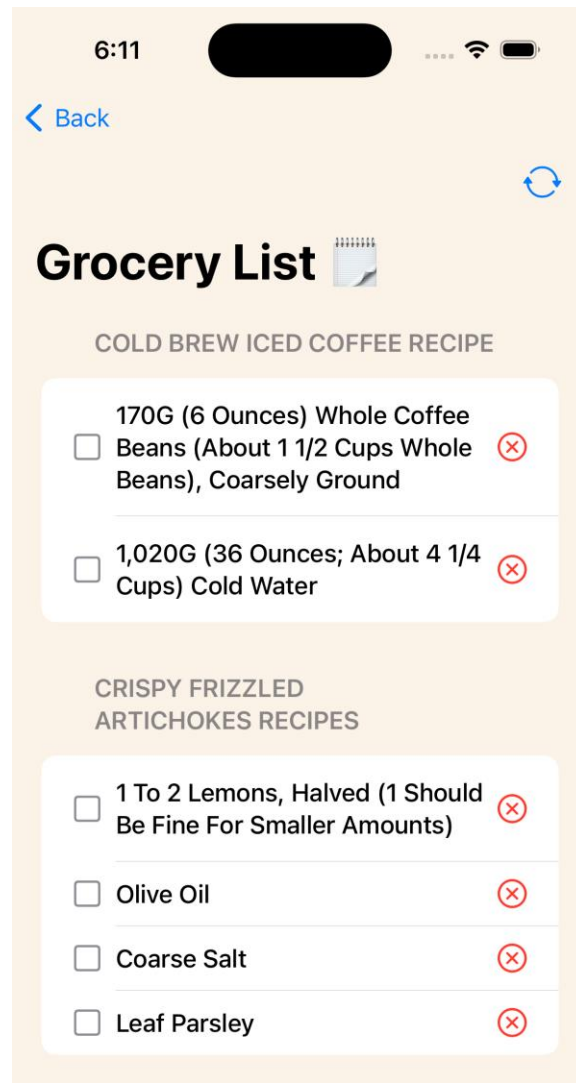 6:11
Back
Grocery List
COLD BREW ICED COFFEE RECIPE
170G (6 Ounces) Whole Coffee
Beans (About 1 1/2 Cups Whole
Beans), Coarsely Ground
1,020G (36 Ounces; About 4 1/4
Cups) Cold Water
CRISPY FRIZZLED
ARTICHOKES RECIPES
1 To 2 Lemons, Halved (1 Should
Be Fine For Smaller Amounts)
Olive Oil
Coarse Salt
Leaf Parsley